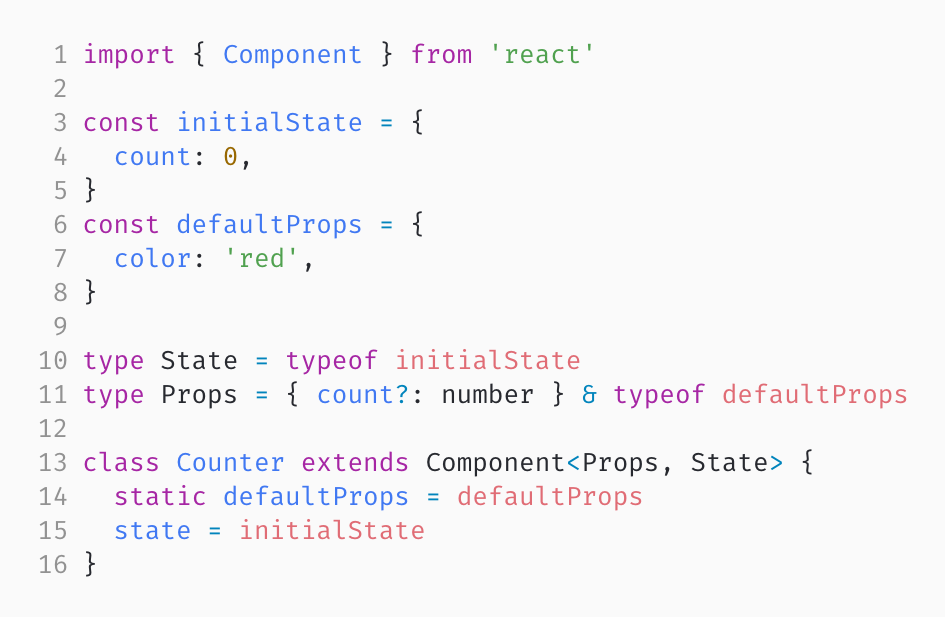 1 import { Component } from 'react'
2
3 const initialState = {
4   count: 0,
5 }
6 const defaultProps = {
7   color: 'red',
8 }
9
10 type State = typeof initialState
11 type Props = { count?: number } & typeof defaultProps
12
13 class Counter extends Component<Props, State> {
14   static defaultProps = defaultProps
15   state = initialState
16 }